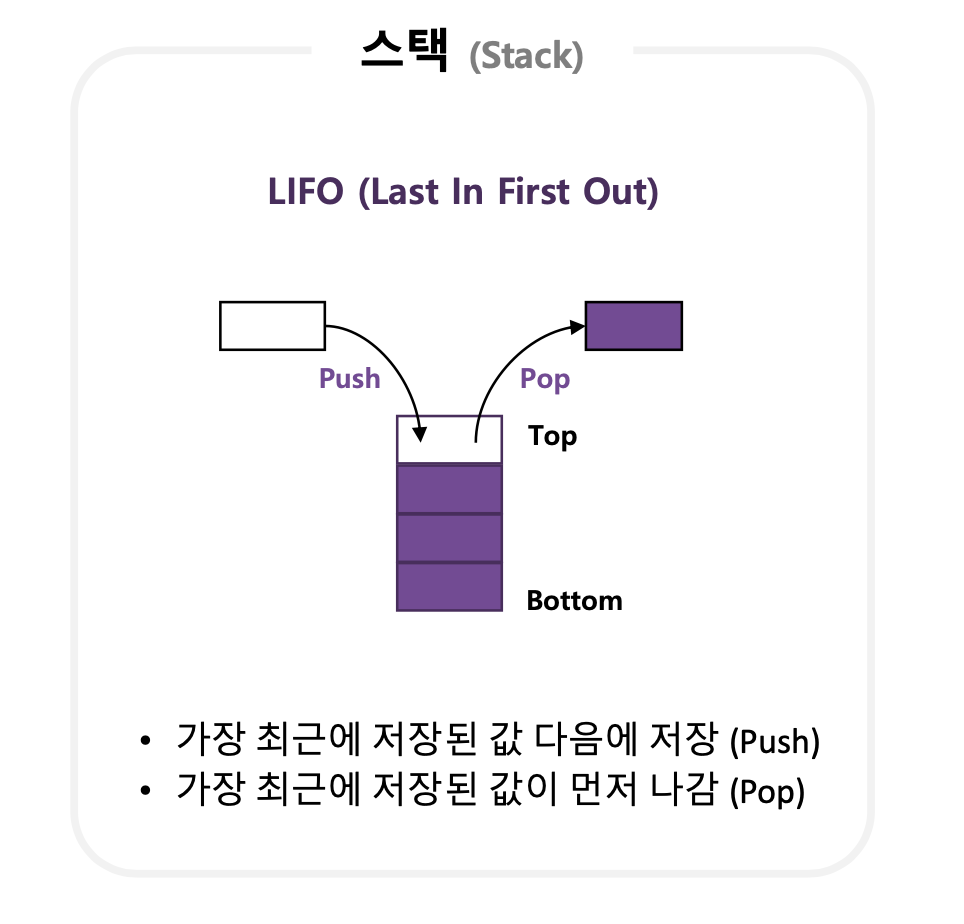 스택 (Stack)
LIFO (Last In First Out)
Push
Pop
Top
Bottom
• 가장 최근에 저장된 값 다음에 저장 (Push)
• 가장 최근에 저장된 값이 먼저 나감 (Pop)